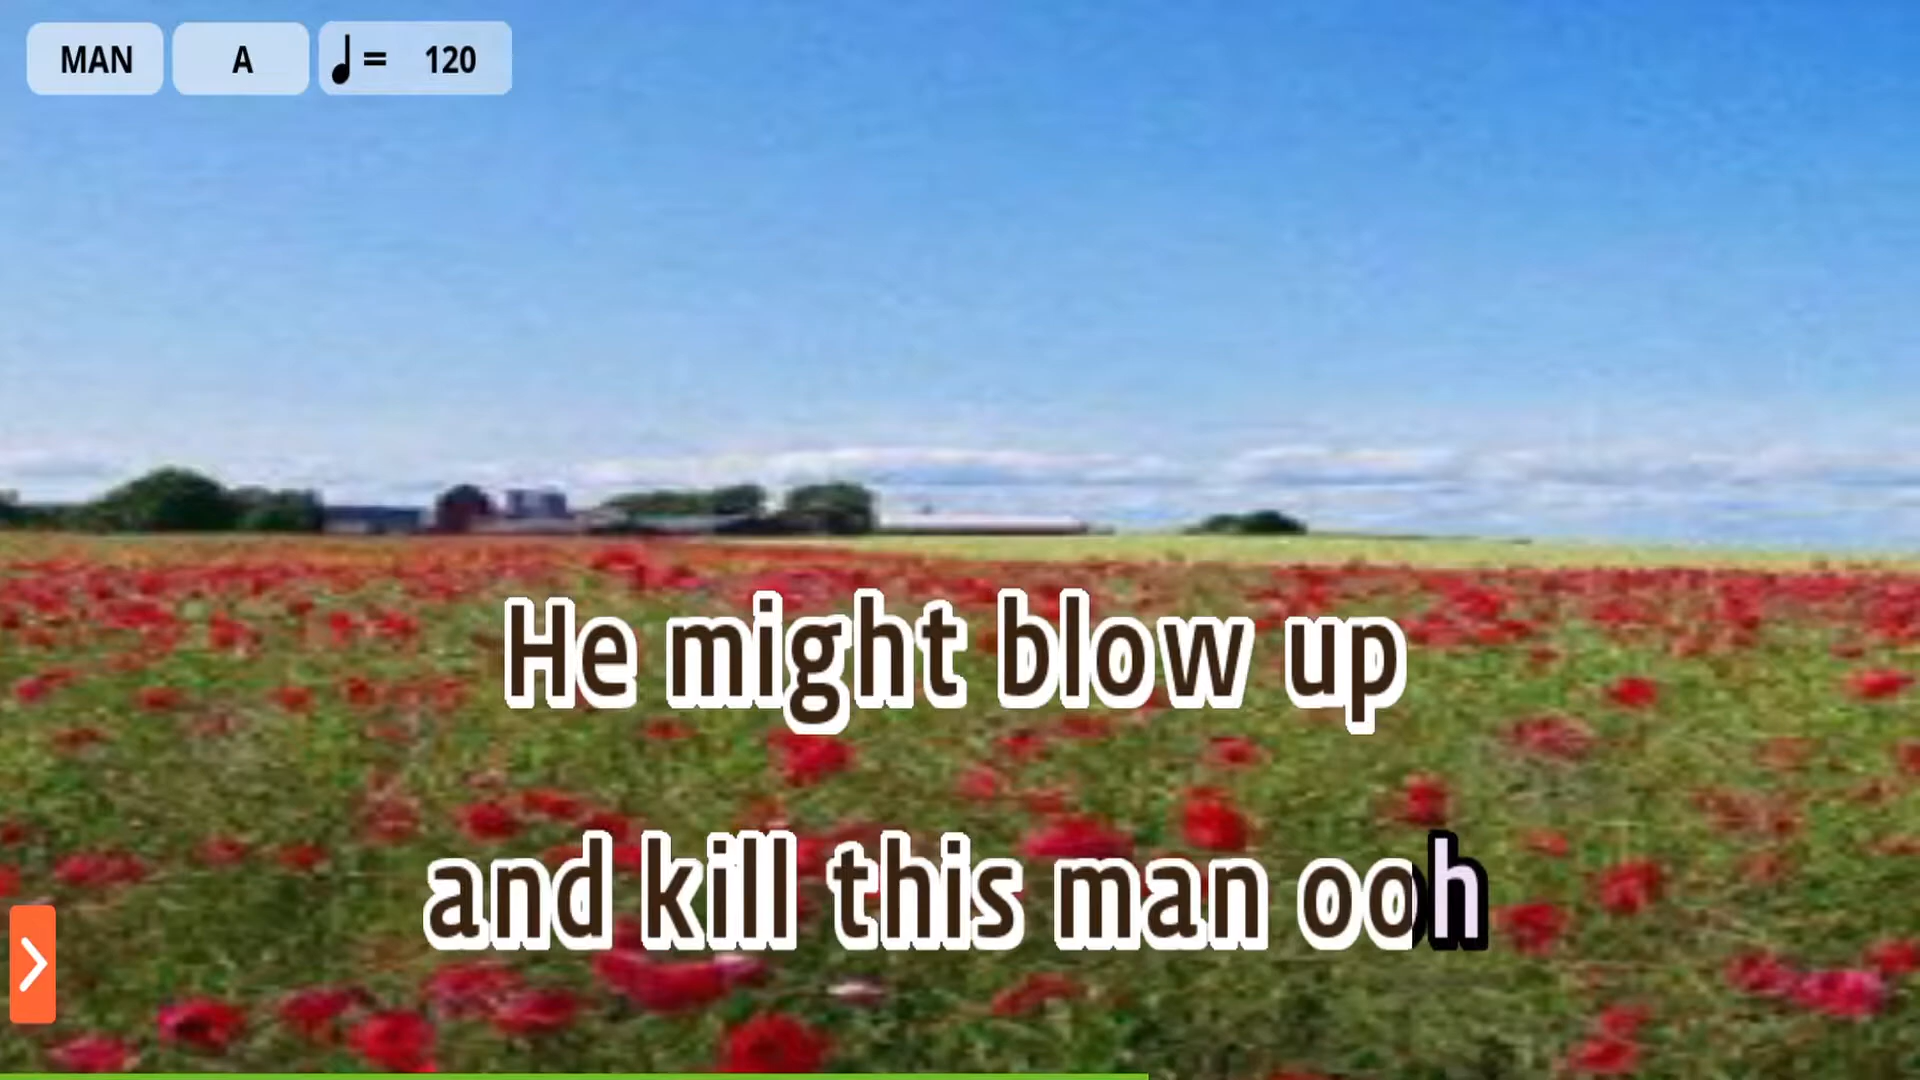 MAN A ♩ = 120
He might blow up
and kill this man ooh